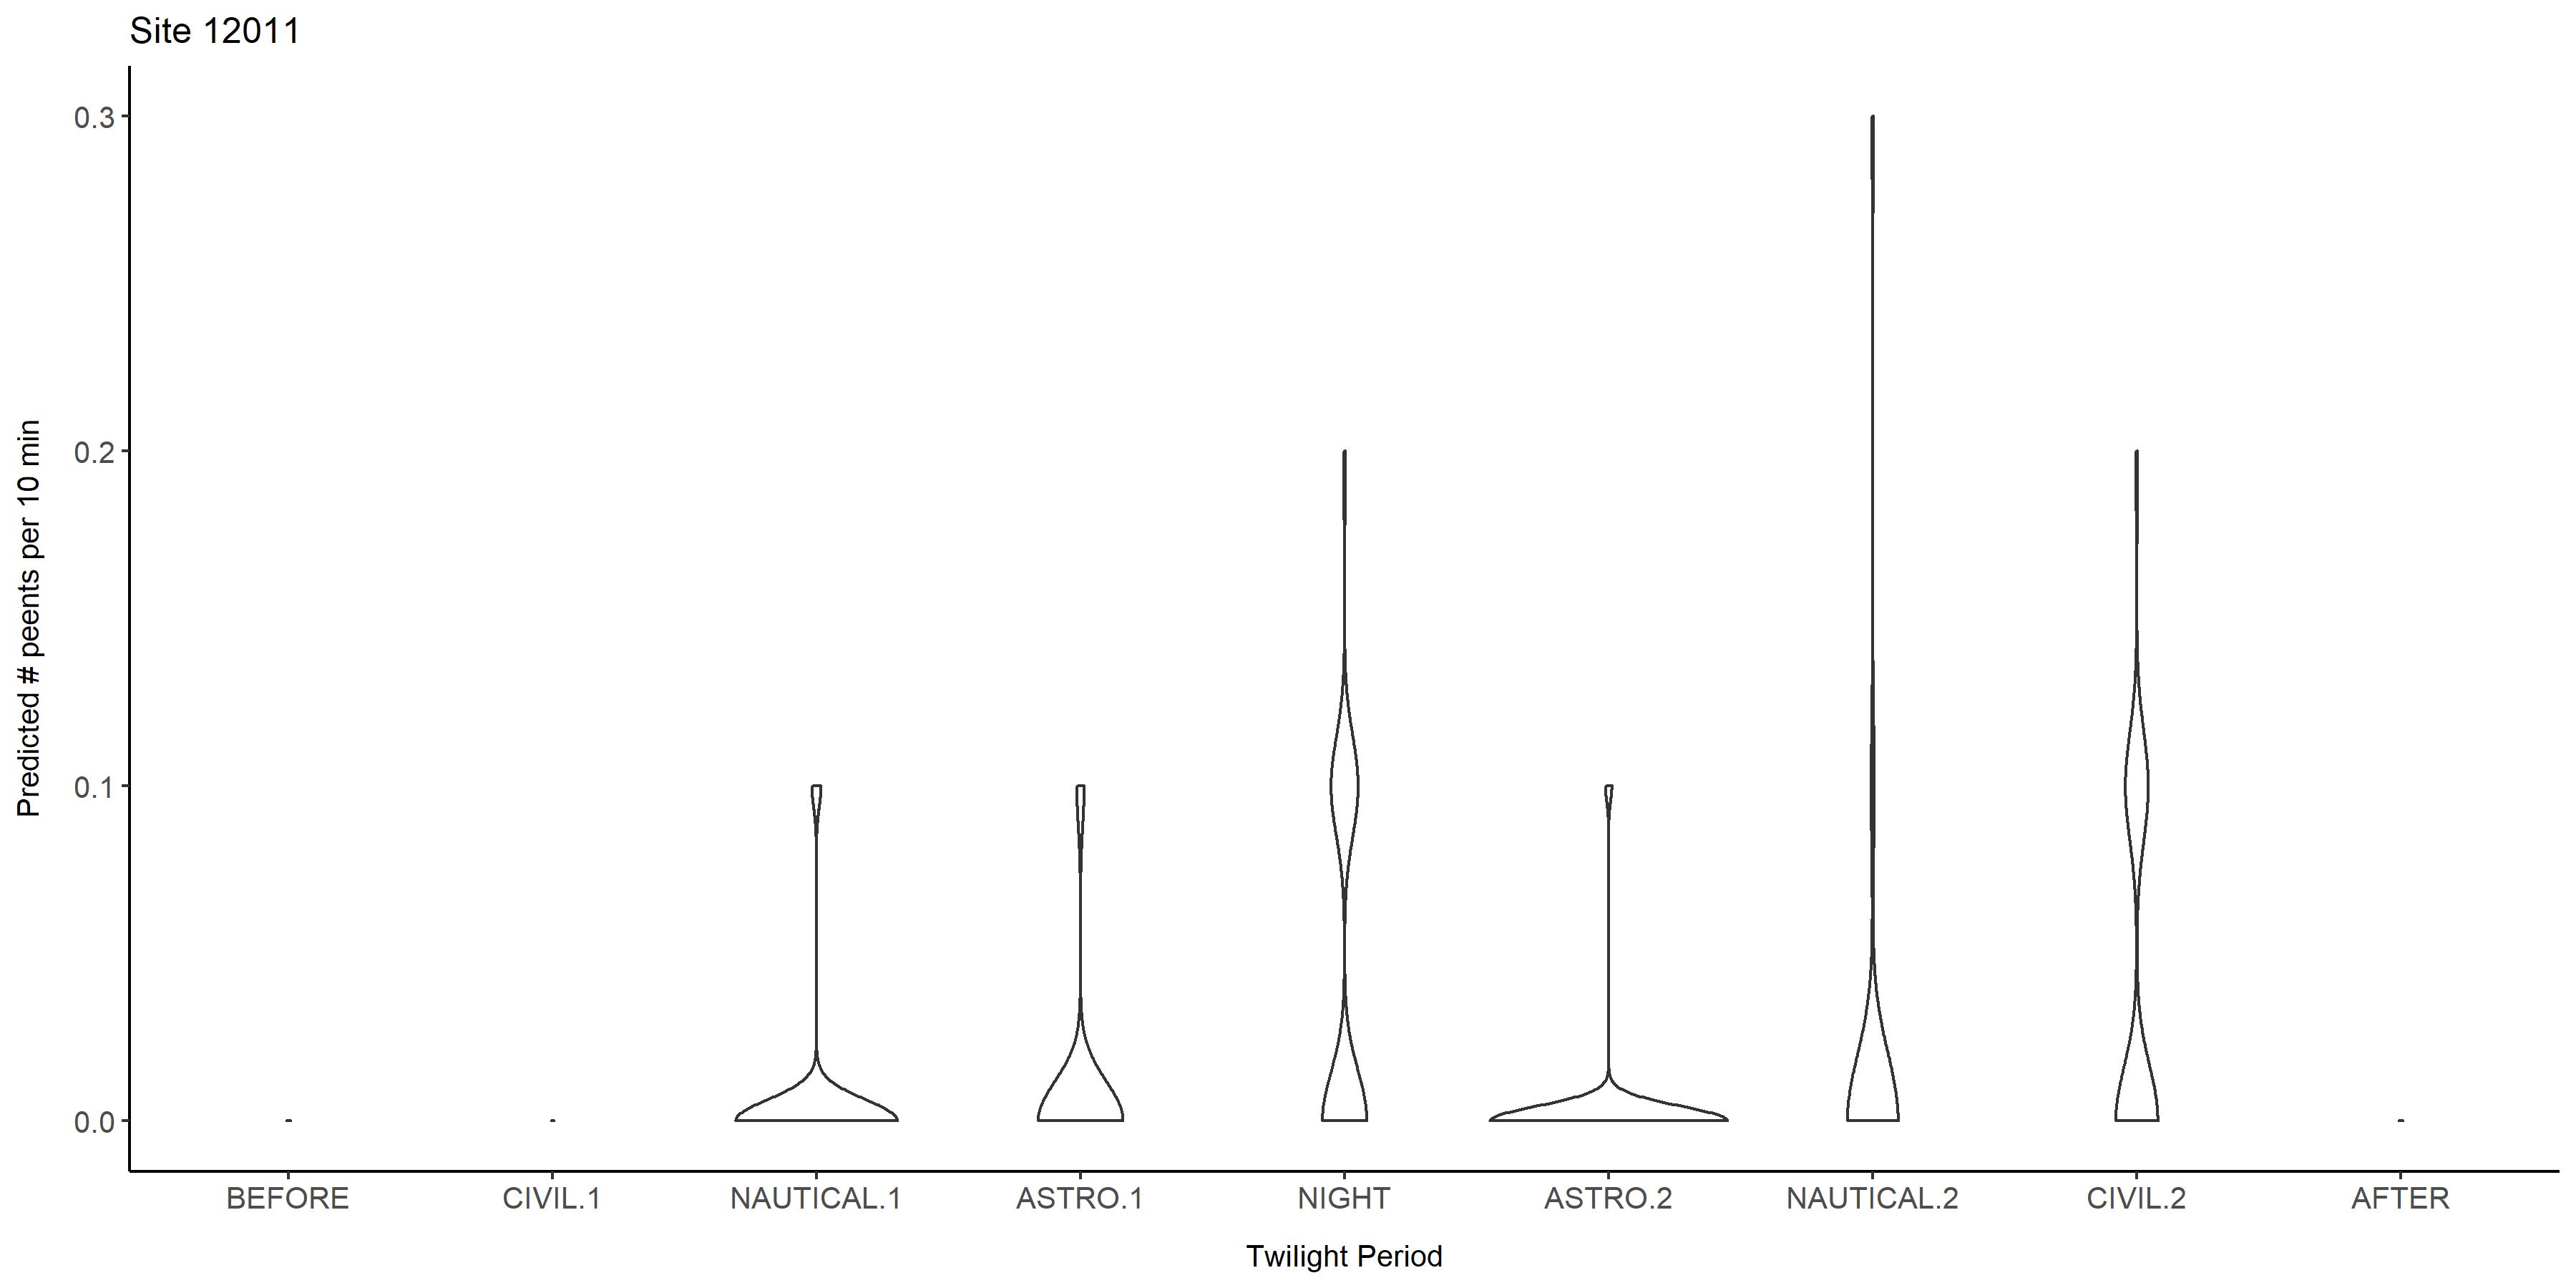 Site 12011
Predicted # peents per 10 min
0.3
0.2
0.1
0.0
BEFORE CIVIL.1 NAUTICAL.1 ASTRO.1 NIGHT ASTRO.2 NAUTICAL.2 CIVIL.2 AFTER
Twilight Period